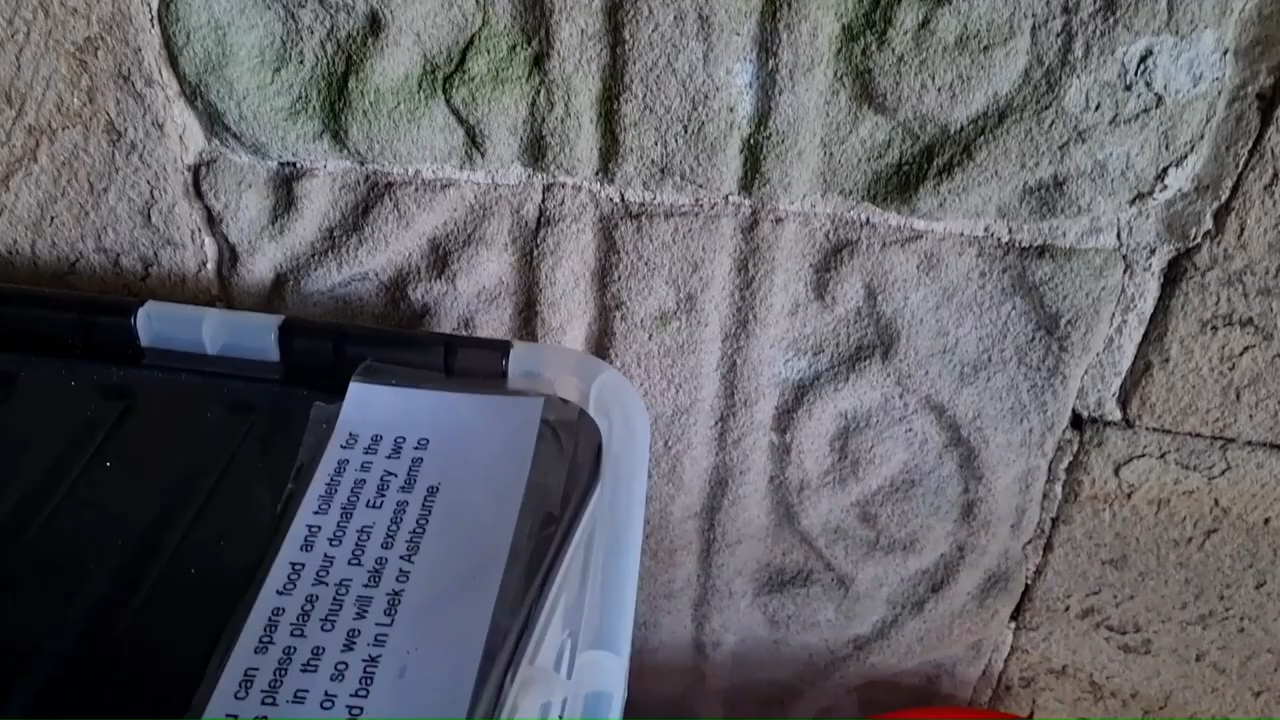 can spare food and toiletries for
please place your donations in the
in the church porch. Every two
or so we will take excess items to
bank in Leek or Ashbourne.